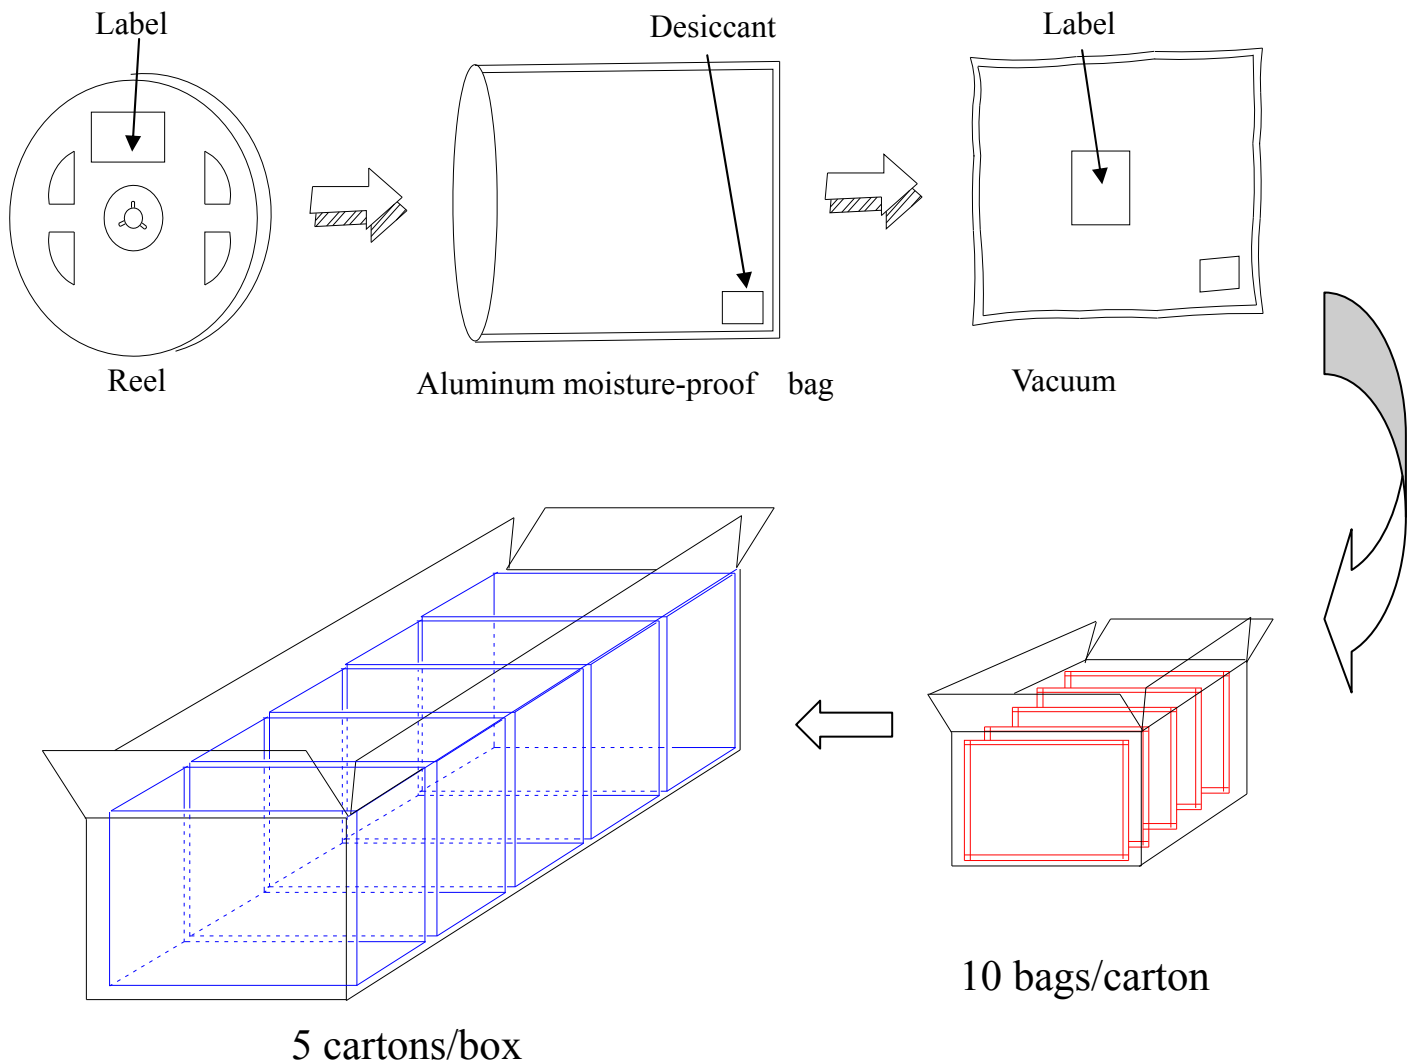 Label
Desiccant
Label
Reel
Aluminum moisture-proof bag
Vacuum
10 bags/carton
5 cartons/box